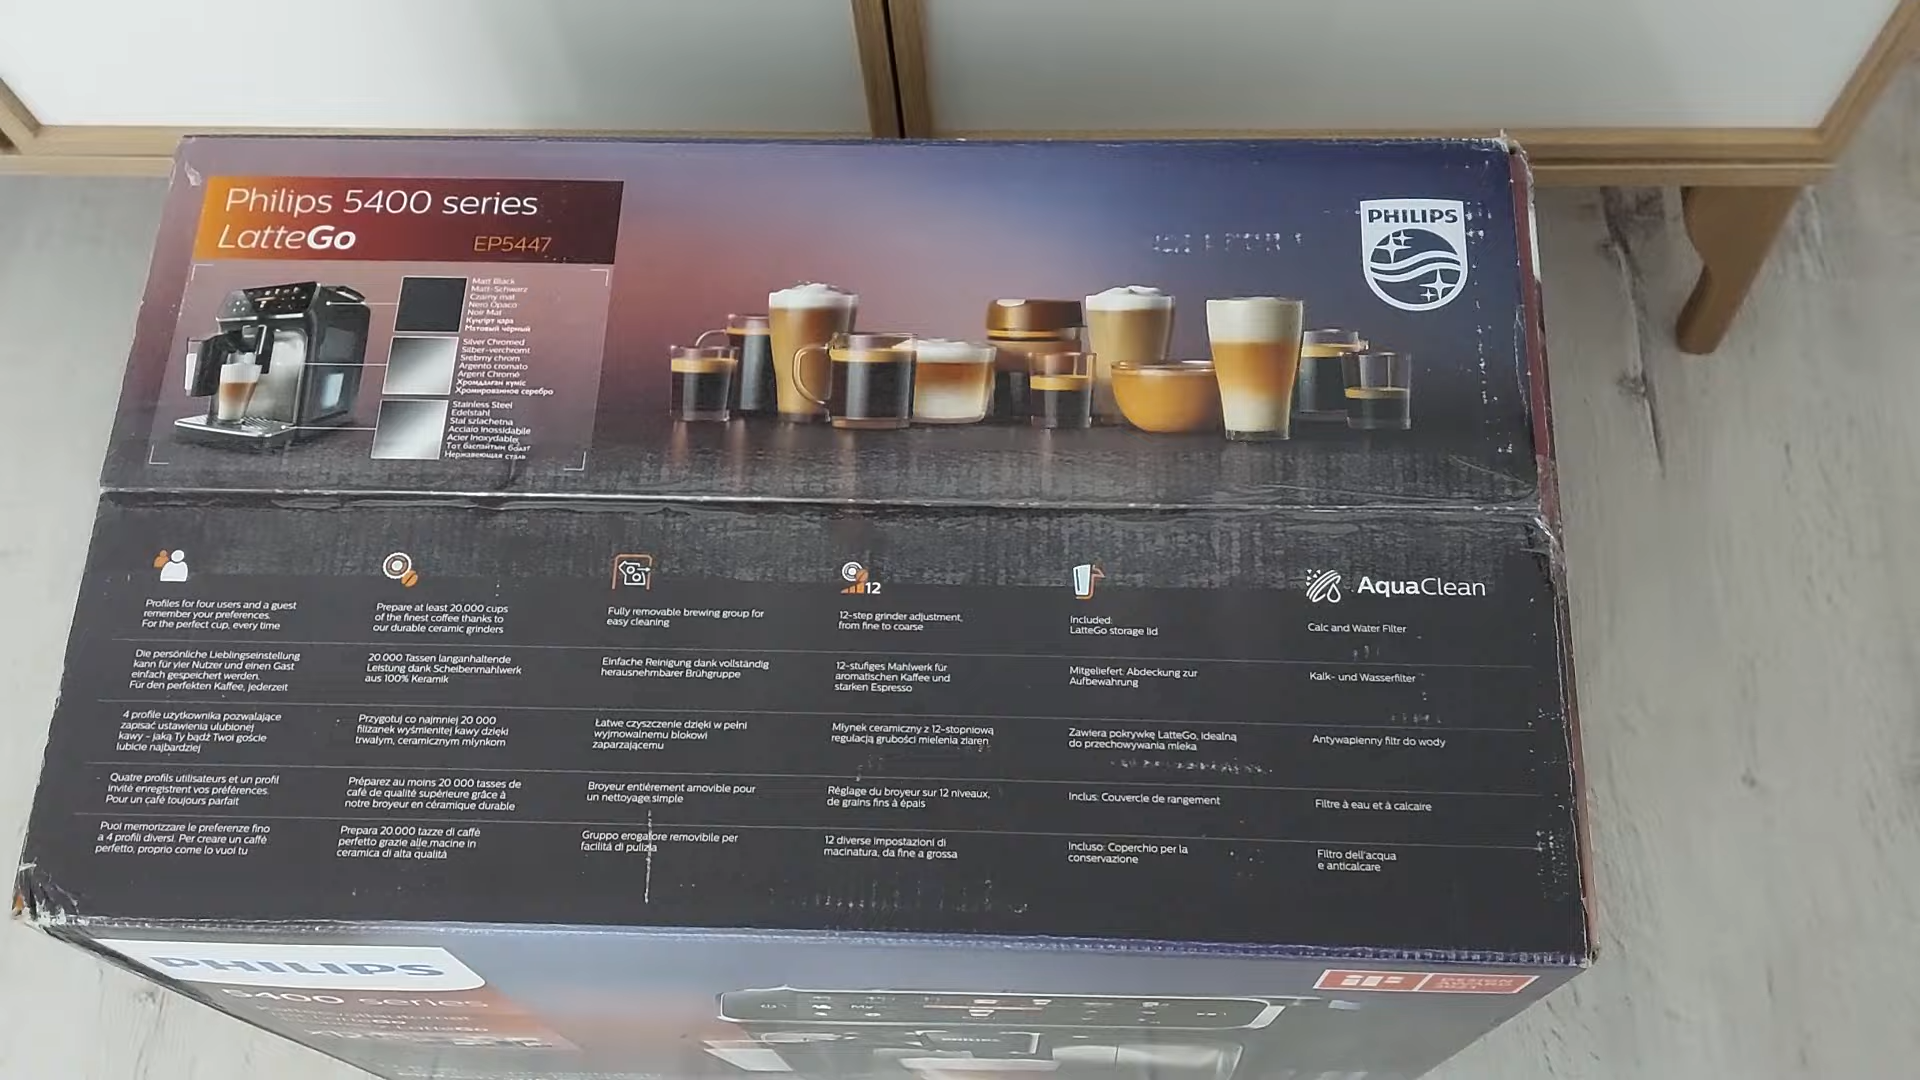 Philips 5400 series
LatteGo
EP5447
PHILIPS
Matt Black
Matt-Schwarz
Czarny mat
Nero Opaco
Noir Mat
Күңгірт қара
Матовый чёрный
Silver Chromed
Silber-verchromt
Srebrny chrom
Argento cromato
Argent Chromé
Хромдалған күміс
Хромированное серебро
Stainless Steel
Edelstahl
Stal szlachetna
Acciaio Inossidabile
Acier Inoxydable
Тот баспайтын болат
Нержавеющая сталь
Profiles for four users and a guest
remember your preferences.
For the perfect cup, every time
Prepare at least 20.000 cups
of the finest coffee thanks to
our durable ceramic grinders
Fully removable brewing group for
easy cleaning
12
12-step grinder adjustment,
from fine to coarse
Included:
LatteGo storage lid
AquaClean
Calc and Water Filter
Die persönliche Lieblingseinstellung
kann für vier Nutzer und einen Gast
einfach gespeichert werden.
Für den perfekten Kaffee, jederzeit
20.000 Tassen langanhaltende
Leistung dank Scheibenmahlwerk
aus 100% Keramik
Einfache Reinigung dank vollständig
herausnehmbarer Brühgruppe
12-stufiges Mahlwerk für
aromatischen Kaffee und
starken Espresso
Mitgeliefert: Abdeckung zur
Aufbewahrung
Kalk- und Wasserfilter
4 profile użytkownika pozwalające
zapisać ustawienia ulubionej
kawy – jaką Ty bądź Twoi goście
lubicie najbardziej
Przygotuj co najmniej 20 000
filiżanek wyśmienitej kawy dzięki
trwałym, ceramicznym młynkom
Łatwe czyszczenie dzięki w pełni
wyjmowalnemu blokowi
zaparzającemu
Młynek ceramiczny z 12-stopniową
regulacją grubości mielenia ziaren
Zawiera pokrywkę LatteGo, idealną
do przechowywania mleka
Antywapienny filtr do wody
Quatre profils utilisateurs et un profil
invité enregistrent vos préférences.
Pour un café toujours parfait
Préparez au moins 20 000 tasses de
café de qualité supérieure grâce à
notre broyeur en céramique durable
Broyeur entièrement amovible pour
un nettoyage simple
Réglage du broyeur sur 12 niveaux,
de grains fins à épais
Inclus: Couvercle de rangement
Filtre à eau et à calcaire
Puoi memorizzare le preferenze fino
a 4 profili diversi. Per creare un caffè
perfetto, proprio come lo vuoi tu
Prepara 20.000 tazze di caffè
perfetto grazie alle macine in
ceramica di alta qualità
Gruppo erogatore removibile per
facilità di pulizia
12 diverse impostazioni di
macinatura, da fine a grossa
Incluso: Coperchio per la
conservazione
Filtro dell'acqua
e anticalcare
PHILIPS
5400 series